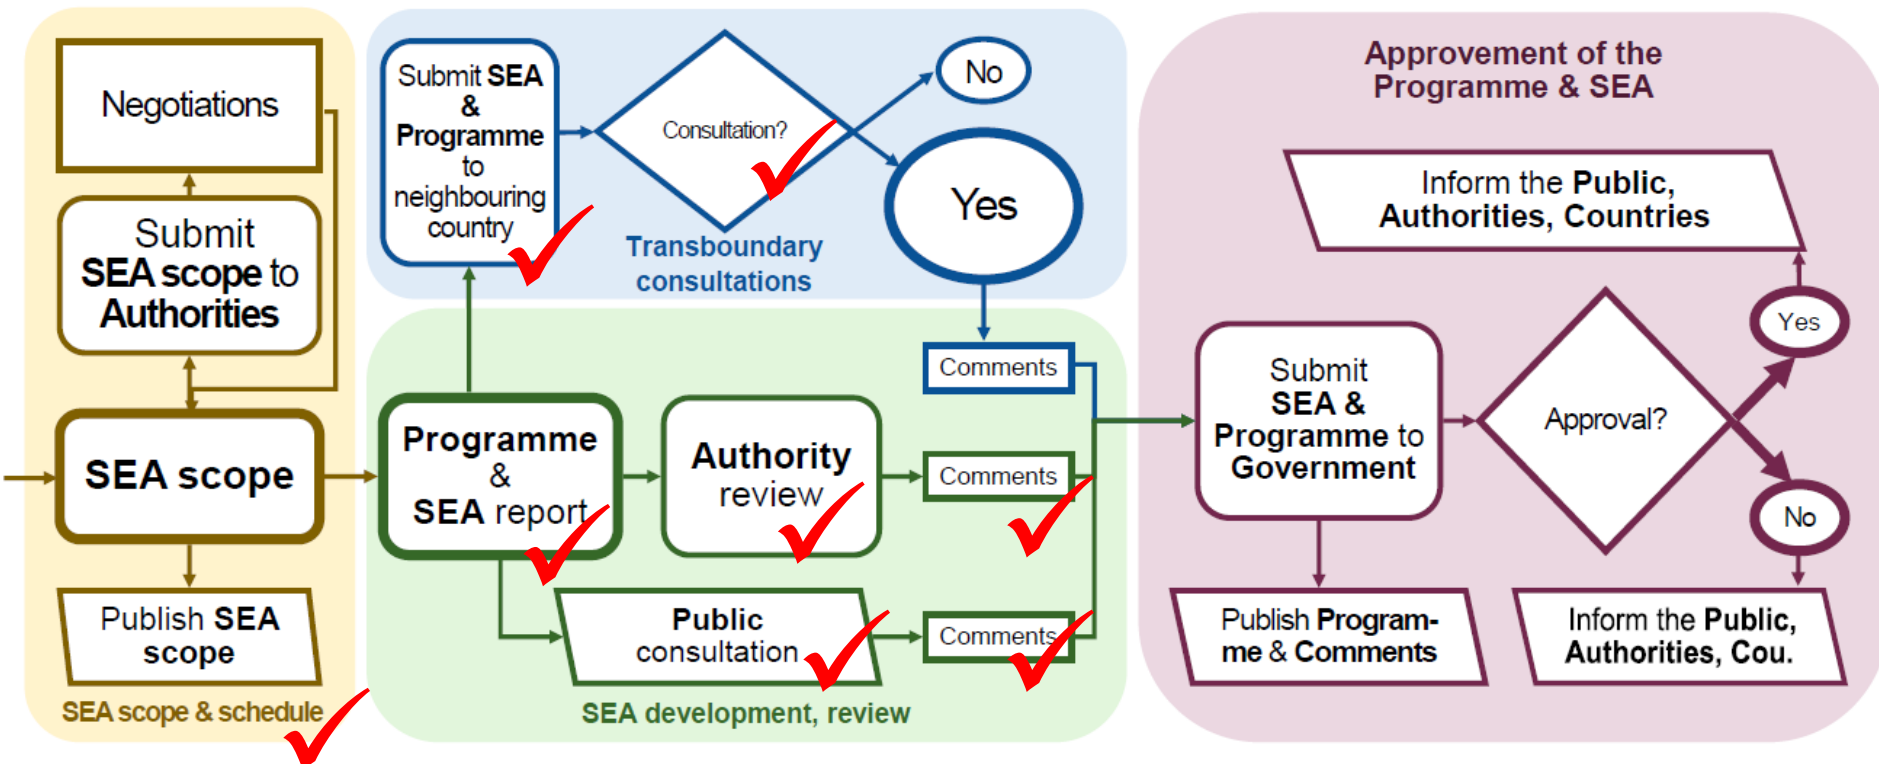 Negotiations
Submit
SEA scope to
Authorities
SEA scope
Publish SEA
scope
SEA scope & schedule
Submit SEA
&
Programme
to
neighbouring
country
Consultation?
No
Yes
Transboundary
consultations
Comments
Programme
&
SEA report
Authority
review
Comments
Public
consultation
Comments
SEA development, review
Approvement of the
Programme & SEA
Inform the Public,
Authorities, Countries
Submit
SEA &
Programme to
Government
Approval?
Yes
No
Publish Program-
me & Comments
Inform the Public,
Authorities, Cou.